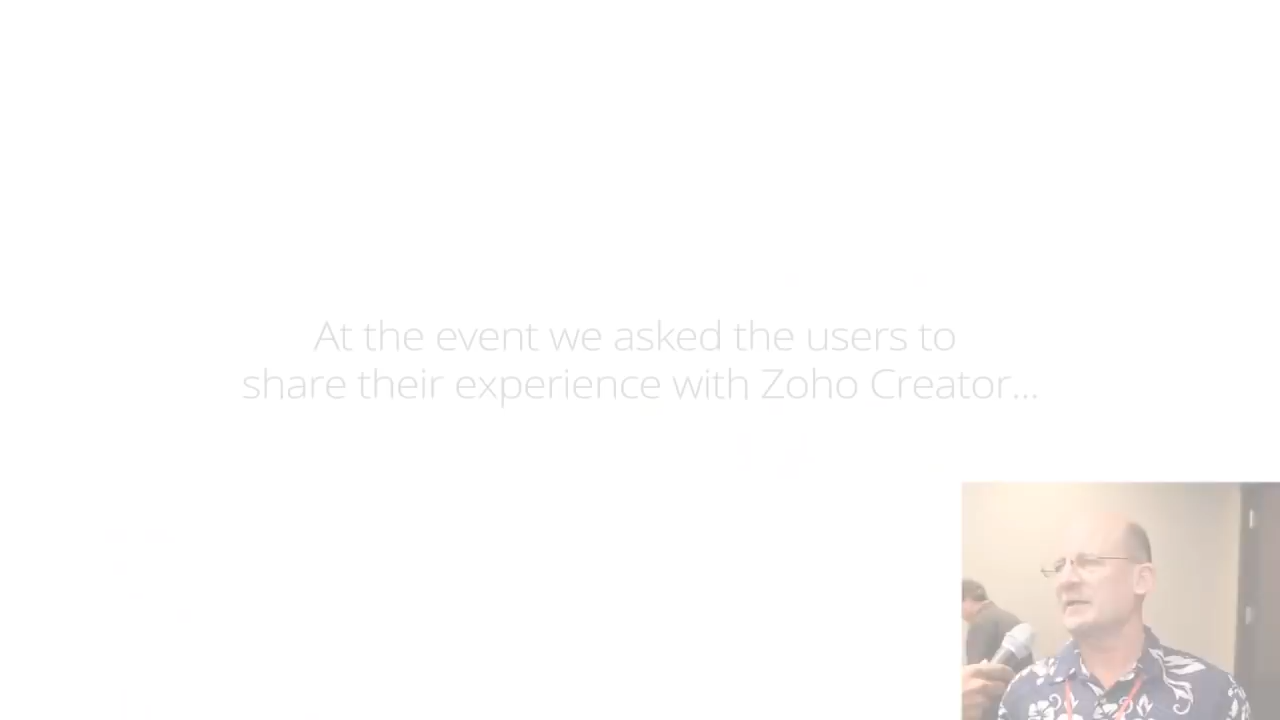 At the event we asked the users to
share their experience with Zoho Creator...